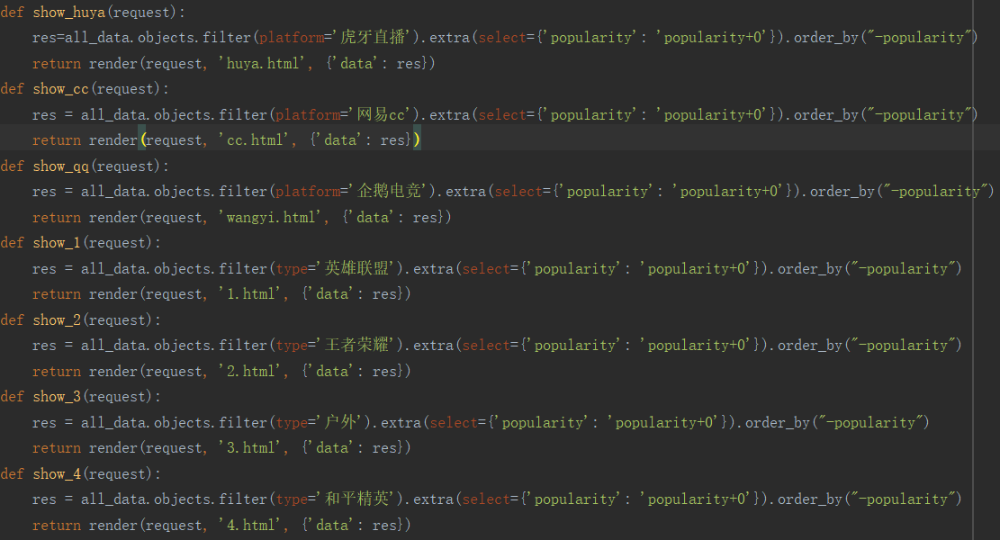 def show_huya(request):
    res=all_data.objects.filter(platform='虎牙直播').extra(select={'popularity': 'popularity+0'}).order_by("-popularity")
    return render(request, 'huya.html', {'data': res})
def show_cc(request):
    res = all_data.objects.filter(platform='网易cc').extra(select={'popularity': 'popularity+0'}).order_by("-popularity")
    return render(request, 'cc.html', {'data': res})
def show_qq(request):
    res = all_data.objects.filter(platform='企鹅电竞').extra(select={'popularity': 'popularity+0'}).order_by("-popularity")
    return render(request, 'wangyi.html', {'data': res})
def show_1(request):
    res = all_data.objects.filter(type='英雄联盟').extra(select={'popularity': 'popularity+0'}).order_by("-popularity")
    return render(request, '1.html', {'data': res})
def show_2(request):
    res = all_data.objects.filter(type='王者荣耀').extra(select={'popularity': 'popularity+0'}).order_by("-popularity")
    return render(request, '2.html', {'data': res})
def show_3(request):
    res = all_data.objects.filter(type='户外').extra(select={'popularity': 'popularity+0'}).order_by("-popularity")
    return render(request, '3.html', {'data': res})
def show_4(request):
    res = all_data.objects.filter(type='和平精英').extra(select={'popularity': 'popularity+0'}).order_by("-popularity")
    return render(request, '4.html', {'data': res})